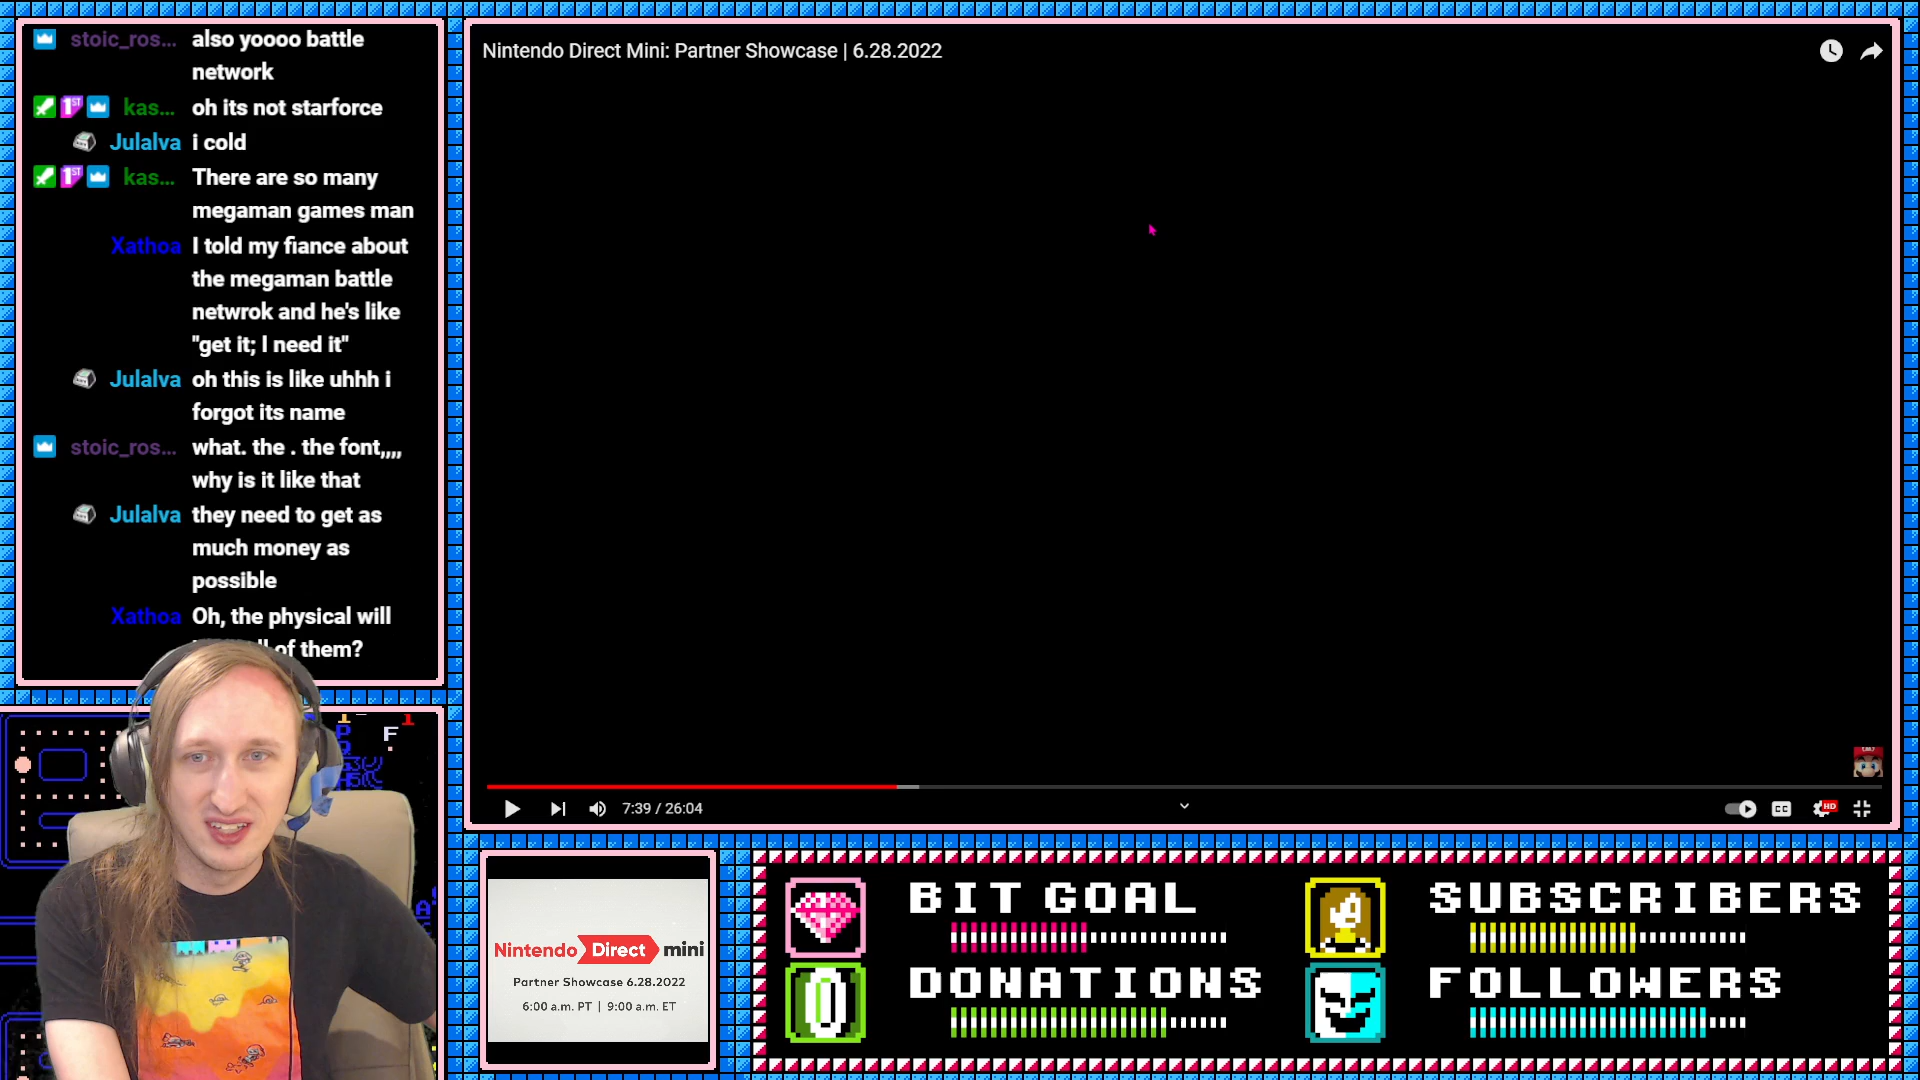 stoic_ros... also yoooo battle
network
kas... oh its not starforce
Julalva i cold
kas... There are so many
megaman games man
Xathoa I told my fiance about
the megaman battle
netwrok and he's like
"get it; I need it"
Julalva oh this is like uhhh i
forgot its name
stoic_ros... what. the . the font,,,,
why is it like that
Julalva they need to get as
much money as
possible
Xathoa Oh, the physical will
of them?
Nintendo Direct Mini: Partner Showcase | 6.28.2022
7:39 / 26:04
CC
HD
Nintendo Direct mini
Partner Showcase 6.28.2022
6:00 a.m. PT | 9:00 a.m. ET
BIT GOAL
SUBSCRIBERS
DONATIONS
FOLLOWERS